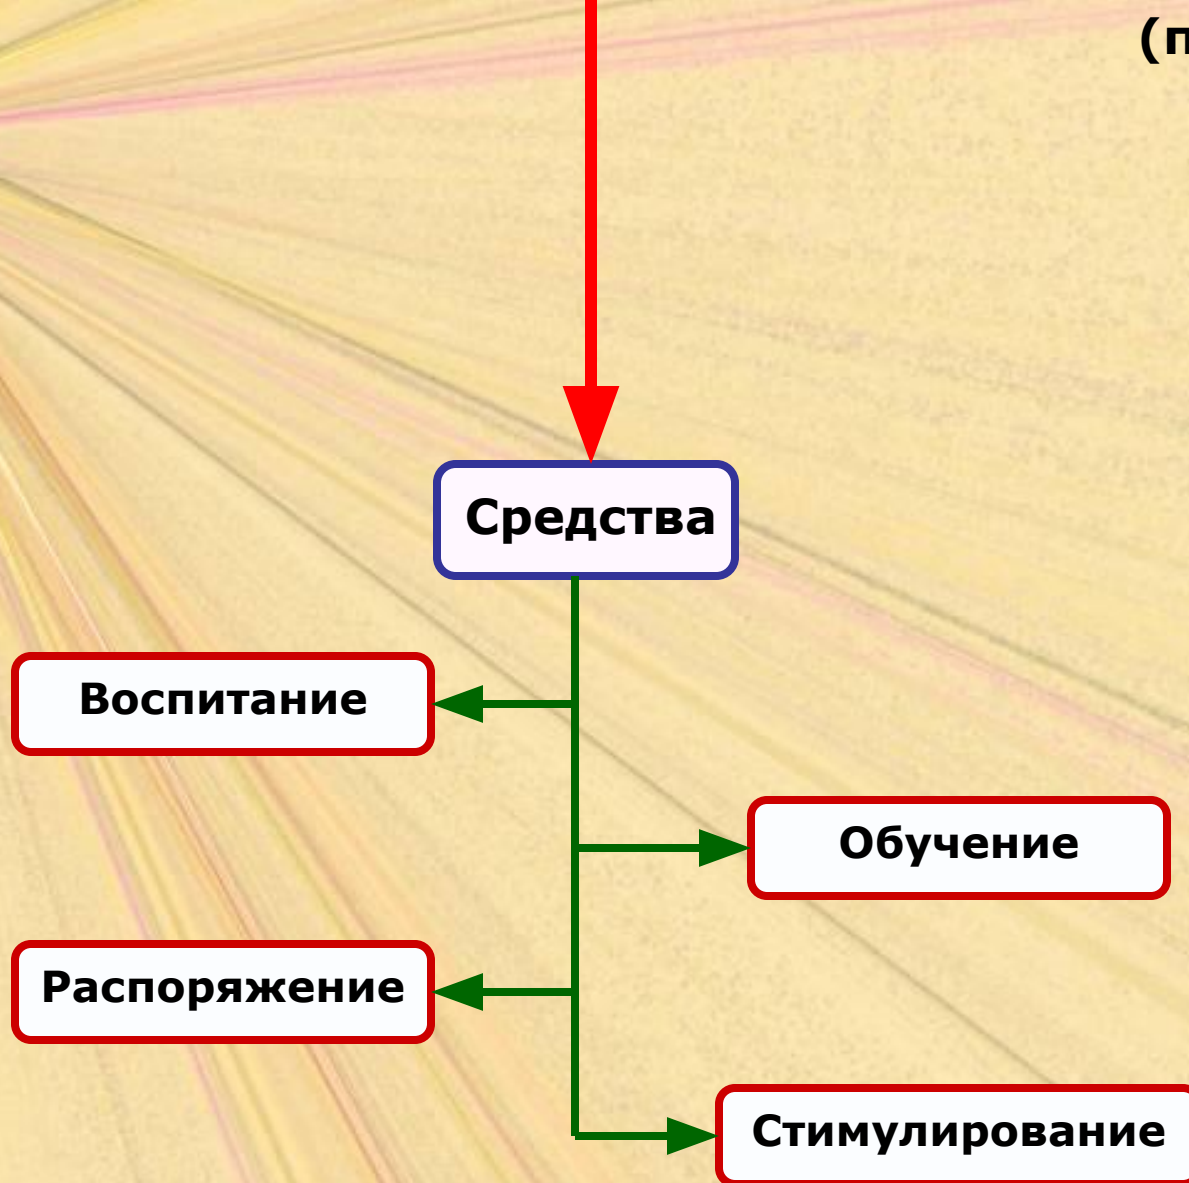 (п
Средства
Воспитание
Обучение
Распоряжение
Стимулирование